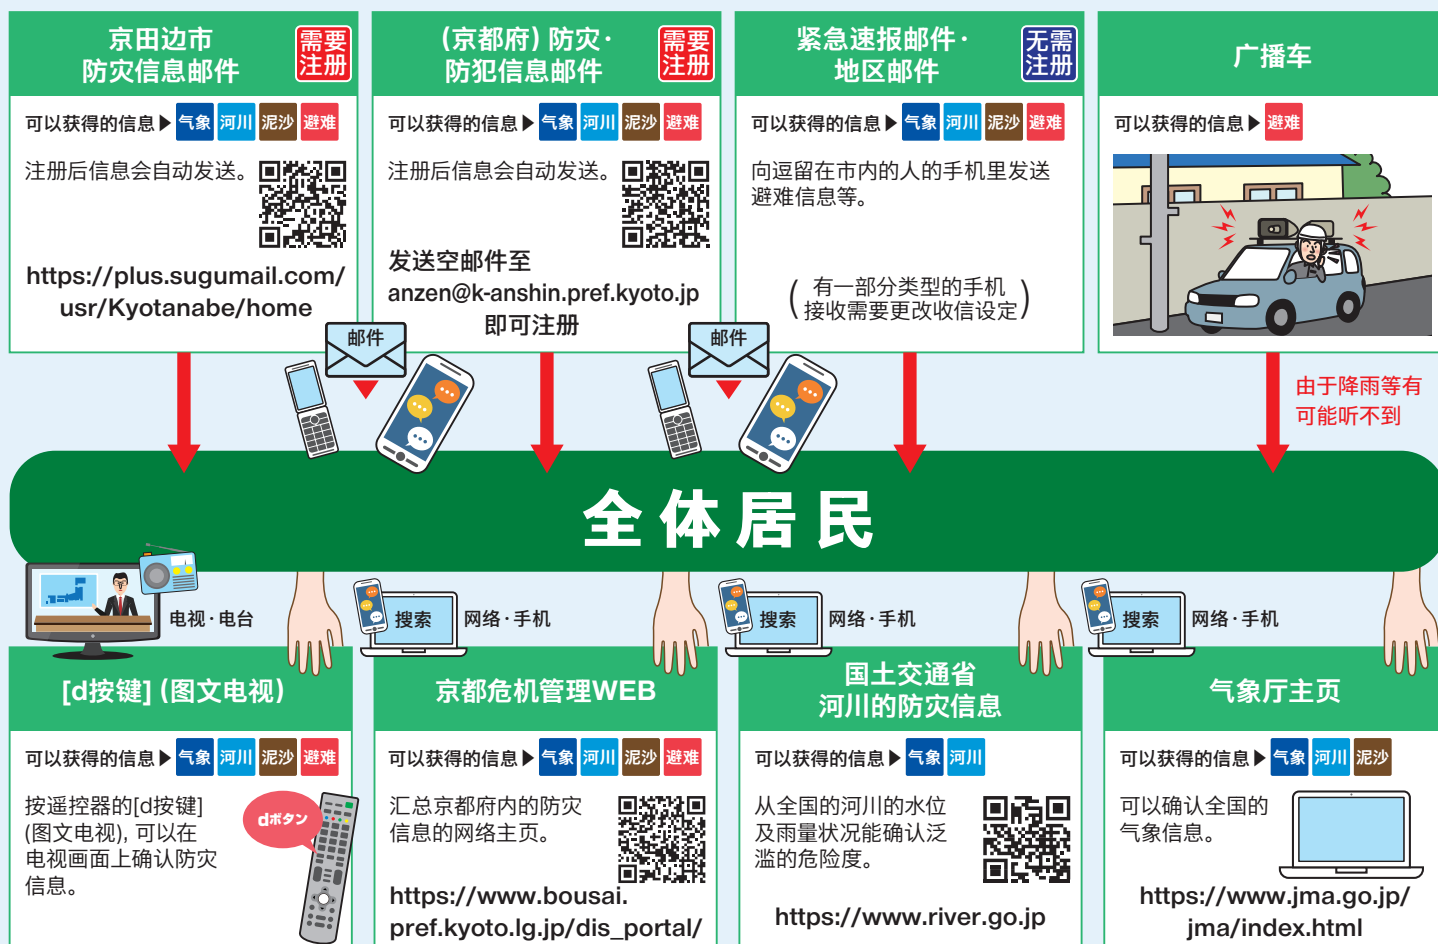 京田边市
防灾信息邮件
需要
注册
可以获得的信息▶ 气象 河川 泥沙 避难
注册后信息会自动发送。
https://plus.sugumail.com/
usr/Kyotanabe/home
(京都府) 防灾·
防犯信息邮件
需要
注册
可以获得的信息▶ 气象 河川 泥沙 避难
注册后信息会自动发送。
发送空邮件至
anzen@k-anshin.pref.kyoto.jp
即可注册
紧急速报邮件·
地区邮件
无需
注册
可以获得的信息▶ 气象 河川 泥沙 避难
向逗留在市内的人的手机里发送
避难信息等。
(有一部分类型的手机
接收需要更改收信设定)
广播车
可以获得的信息▶ 避难
邮件
邮件
由于降雨等有
可能听不到
全体居民
电视·电台
搜索
网络·手机
搜索
网络·手机
搜索
网络·手机
[d按键] (图文电视)
可以获得的信息▶ 气象 河川 泥沙 避难
按遥控器的[d按键]
(图文电视), 可以在
电视画面上确认防灾
信息。
dボタン
京都危机管理WEB
可以获得的信息▶ 气象 河川 泥沙 避难
汇总京都府内的防灾
信息的网络主页。
https://www.bousai.
pref.kyoto.lg.jp/dis_portal/
国土交通省
河川的防灾信息
可以获得的信息▶ 气象 河川
从全国的河川的水位
及雨量状况能确认泛
滥的危险度。
https://www.river.go.jp
气象厅主页
可以获得的信息▶ 气象 河川 泥沙
可以确认全国的
气象信息。
https://www.jma.go.jp/
jma/index.html